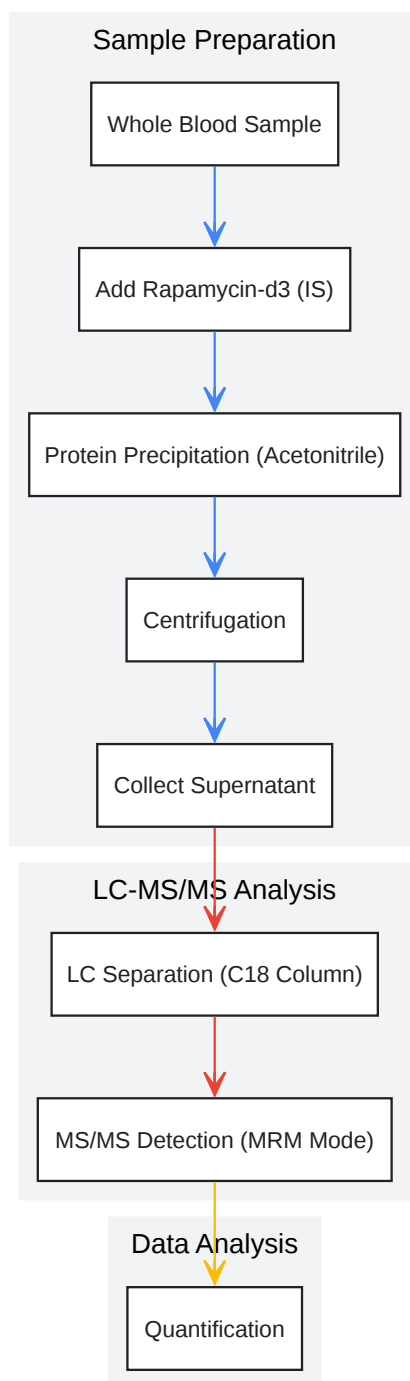 Sample Preparation
Whole Blood Sample
Add Rapamycin-d3 (IS)
Protein Precipitation (Acetonitrile)
Centrifugation
Collect Supernatant
LC-MS/MS Analysis
LC Separation (C18 Column)
MS/MS Detection (MRM Mode)
Data Analysis
Quantification